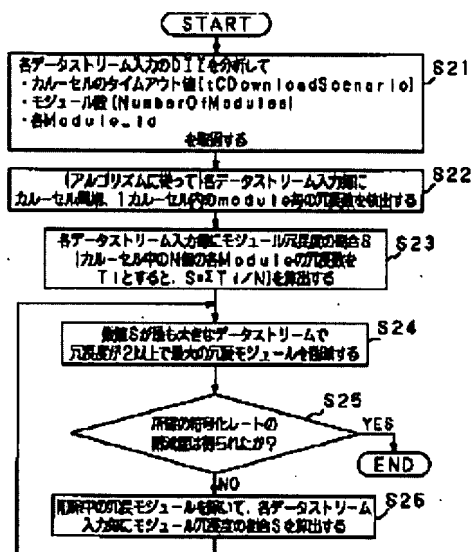 START
各データストリーム入力のDIIを分析して
・カルーセルのタイムアウト値(tCDownloadScenario)
・モジュール数(NumberOfModules)
・各Module_id
を取得する
S21
(アルゴリズムに従って)各データストリーム入力毎に
カルーセル周期、1カルーセル内のmodule毎の冗長数を検出する
S22
各データストリーム入力毎にモジュール冗長度の総合S
(カルーセル中のN個の各Moduleの冗長数を
Tiとすると、S=ΣTi/N)を算出する
S23
数値Sが最も大きなデータストリームで
冗長度が2以上で最大の冗長モジュールを削除する
S24
所望の符号化レートの
削減値は得られたか?
S25
YES
END
NO
削除中の冗長モジュールを除いて、各データストリーム
入力毎にモジュールの冗長度の総合Sを算出する
S26